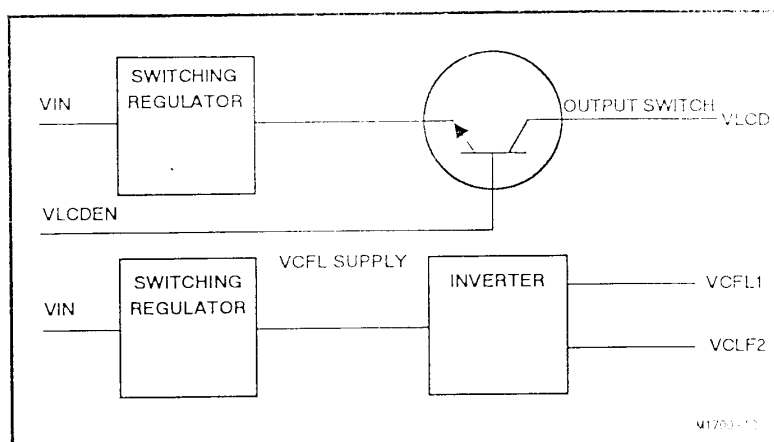 SWITCHING
REGULATOR
VIN
OUTPUT SWITCH
VLCD
VLCDEN
VCFL SUPPLY
SWITCHING
REGULATOR
INVERTER
VIN
VCFL1
VCLF2